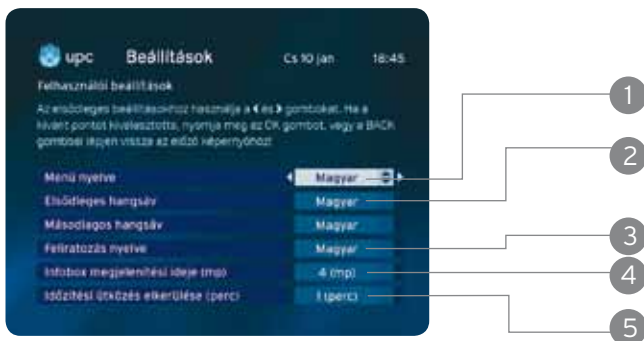 upc Beállítások Cs 10 jan 18:45
Felhasználói beállítások
Az elsődleges beállításokhoz használja a < és > gombokat. Ha a
kívánt pontot kiválasztotta, nyomja meg az OK gombot, vagy a BACK
gombbal lépjen vissza az előző képernyőhöz!
Menü nyelve Magyar 1
Elsődleges hangsáv Magyar 2
Másodlagos hangsáv Magyar
Feliratozás nyelve Magyar 3
Infobox megjelenítési ideje (mp) 4 (mp) 4
Időzítési ütközés elkerülése (perc) 1 (perc) 5